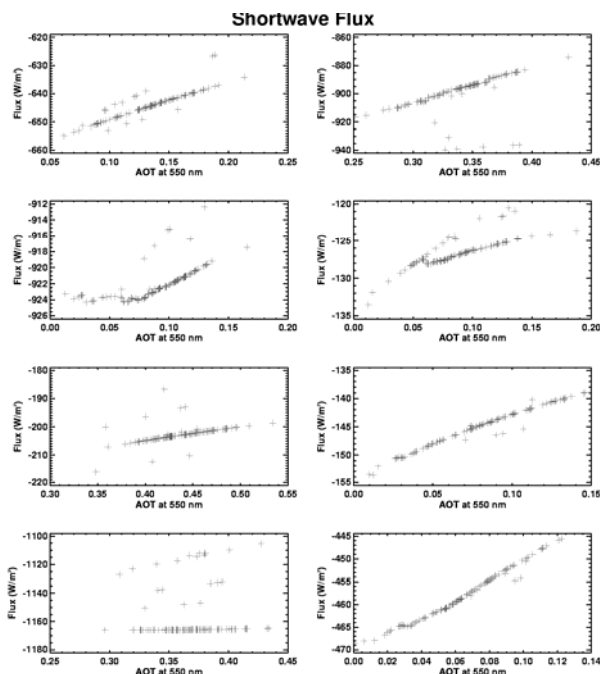 Shortwave Flux
-620
-630
-640
-650
-660
0.05 0.10 0.15 0.20 0.25
Flux (W/m²)
AOT at 550 nm
-860
-880
-900
-920
-940
0.25 0.30 0.35 0.40 0.45
Flux (W/m²)
AOT at 550 nm
-912
-914
-916
-918
-920
-922
-924
-926
0.00 0.05 0.10 0.15 0.20
Flux (W/m²)
AOT at 550 nm
-120
-125
-130
-135
0.00 0.05 0.10 0.15 0.20
Flux (W/m²)
AOT at 550 nm
-180
-190
-200
-210
-220
0.30 0.35 0.40 0.45 0.50 0.55
Flux (W/m²)
AOT at 550 nm
-135
-140
-145
-150
-155
0.00 0.05 0.10 0.15
Flux (W/m²)
AOT at 550 nm
-1100
-1120
-1140
-1160
-1180
0.25 0.30 0.35 0.40 0.45
Flux (W/m²)
AOT at 550 nm
-445
-450
-455
-460
-465
-470
0.00 0.02 0.04 0.06 0.08 0.10 0.12 0.14
Flux (W/m²)
AOT at 550 nm